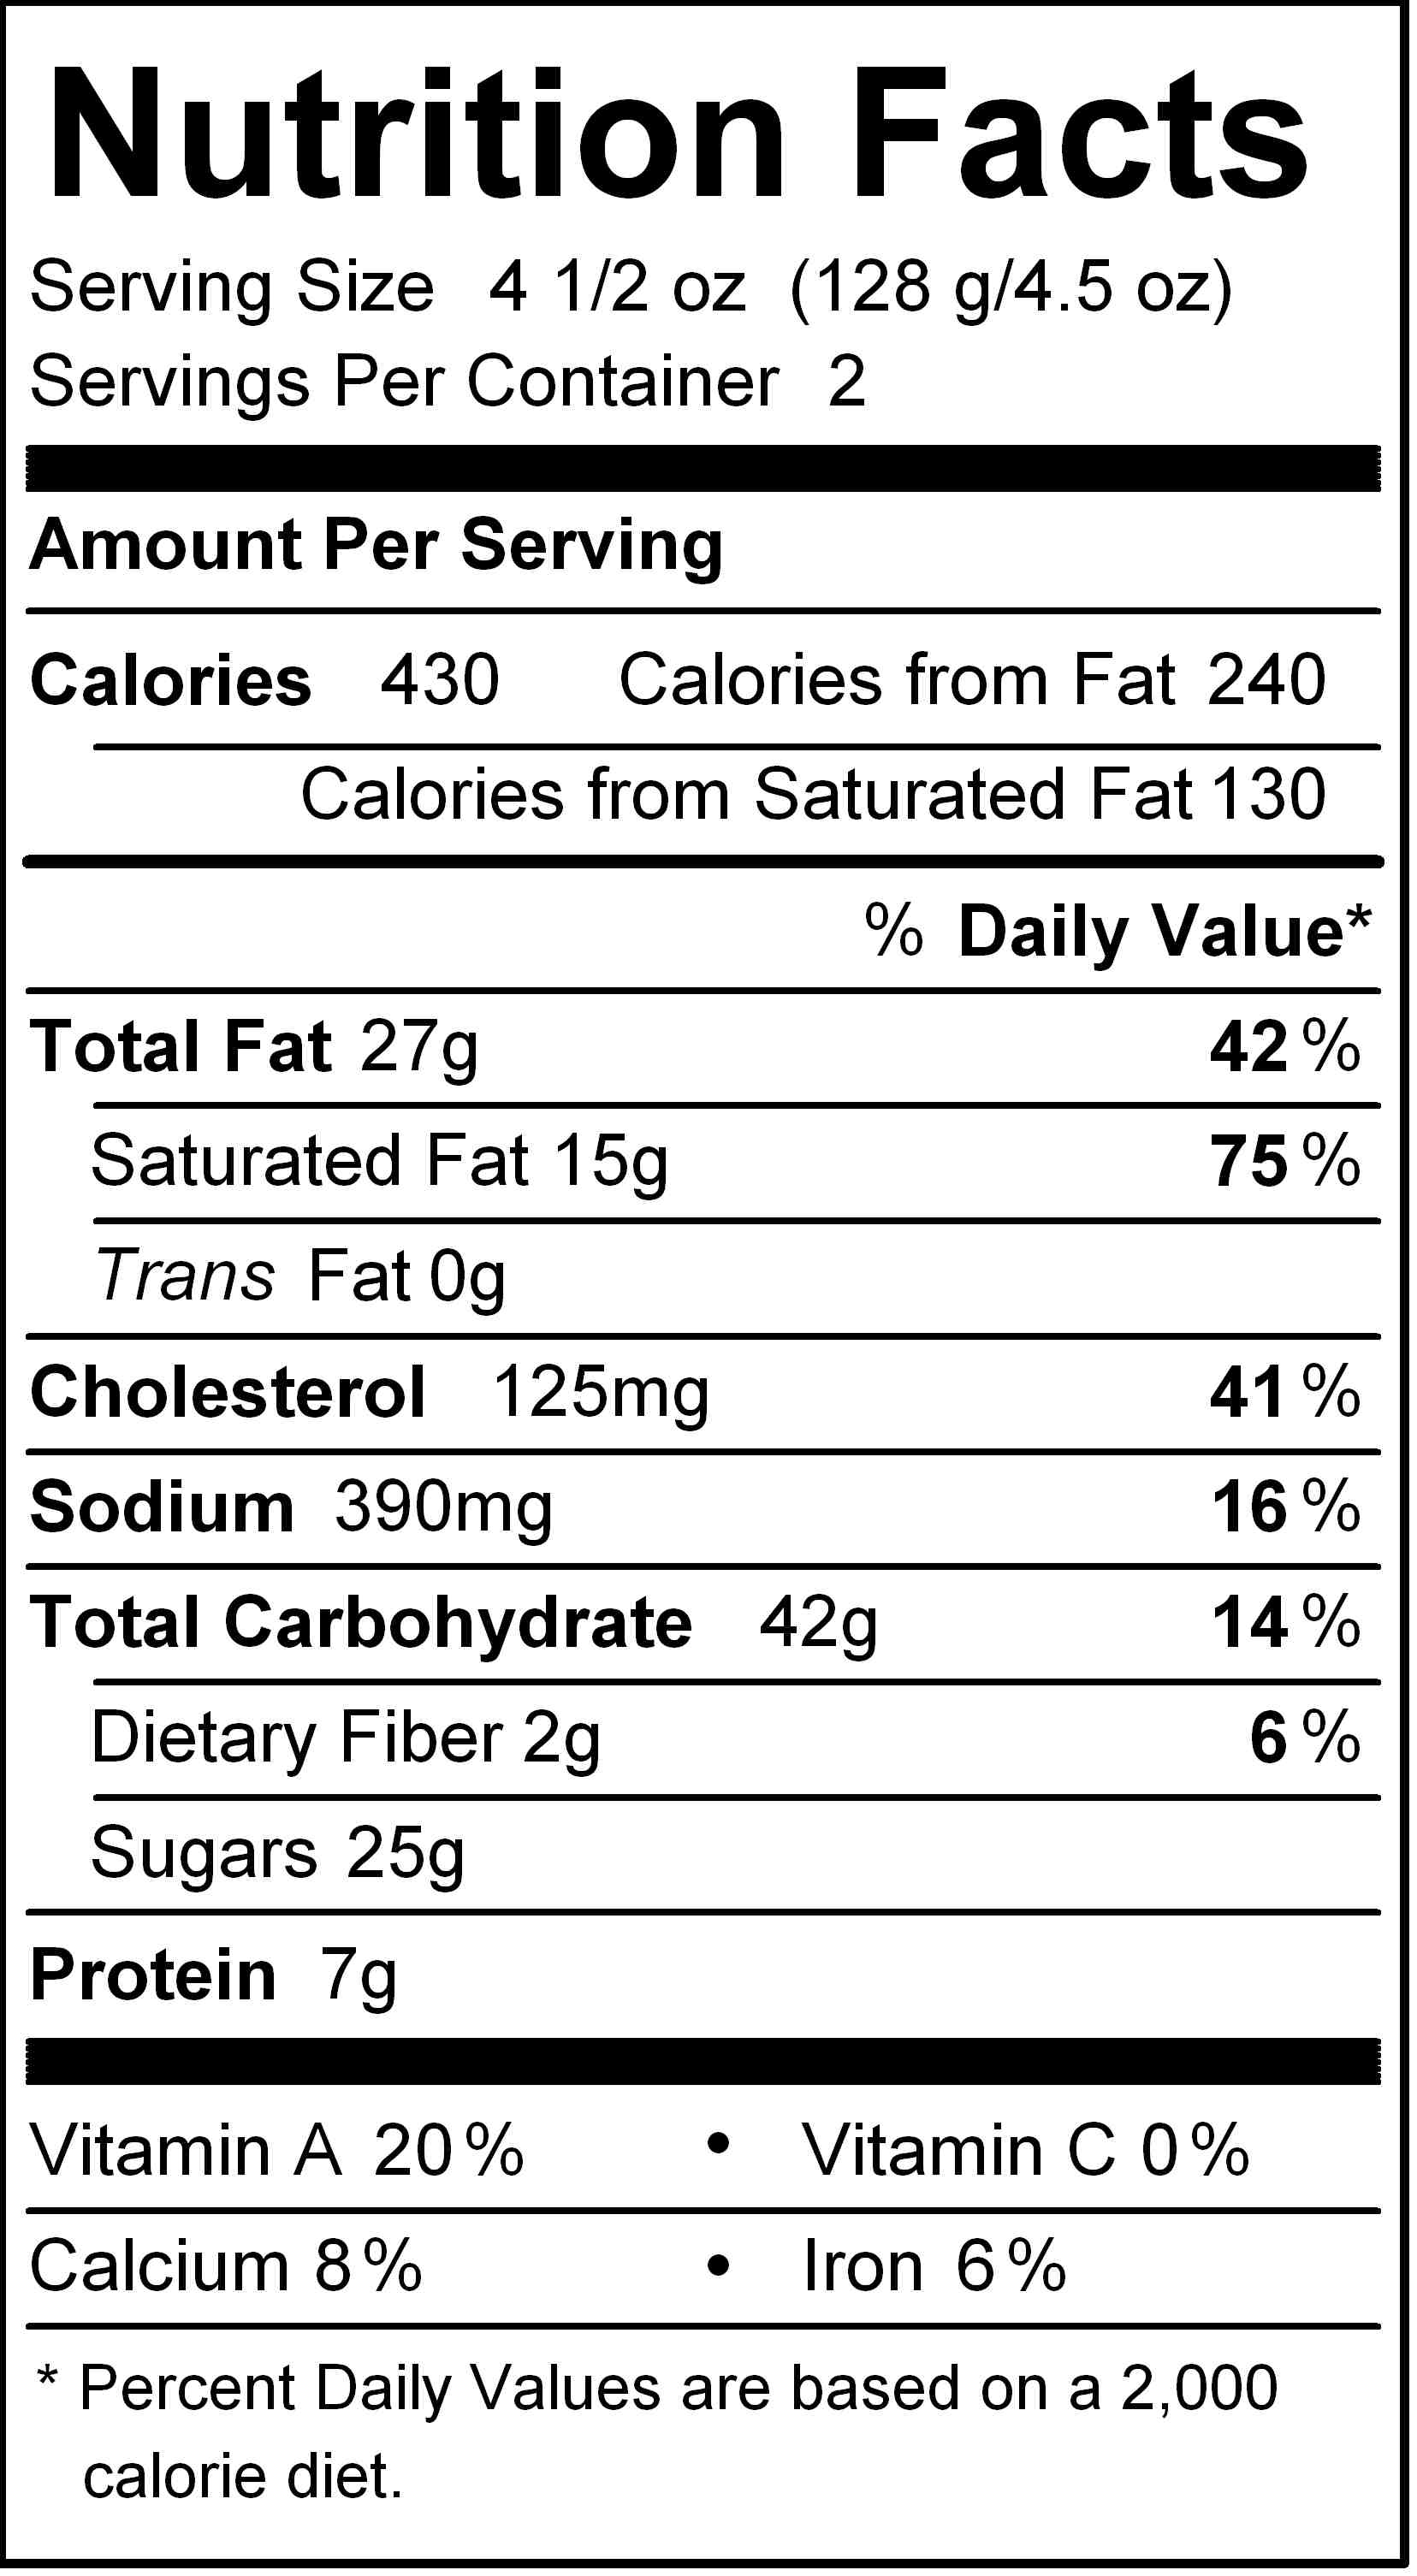 Nutrition Facts
Serving Size 4 1/2 oz (128 g/4.5 oz)
Servings Per Container 2
Amount Per Serving
Calories 430 Calories from Fat 240
Calories from Saturated Fat 130
% Daily Value*
Total Fat 27g 42%
Saturated Fat 15g 75%
Trans Fat 0g
Cholesterol 125mg 41%
Sodium 390mg 16%
Total Carbohydrate 42g 14%
Dietary Fiber 2g 6%
Sugars 25g
Protein 7g
Vitamin A 20% • Vitamin C 0%
Calcium 8% • Iron 6%
* Percent Daily Values are based on a 2,000
calorie diet.